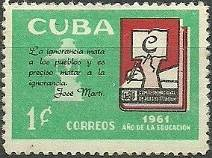 CUBA
La ignorancia mata
a los pueblos y es
preciso matar a la
ignorancia.
José Martí.
1¢
CORREOS
1961
AÑO DE LA EDUCACION